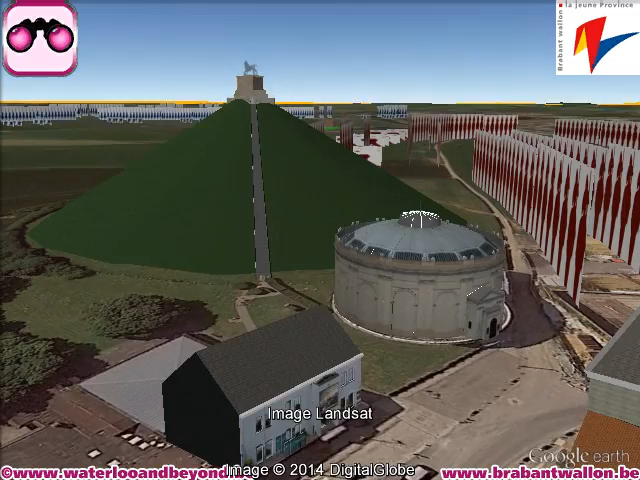 la jeune Province
Brabant wallon
Image Landsat
Google earth
©www.waterlooandbeyond
Image © 2014 DigitalGlobe
www.brabantwallon.be